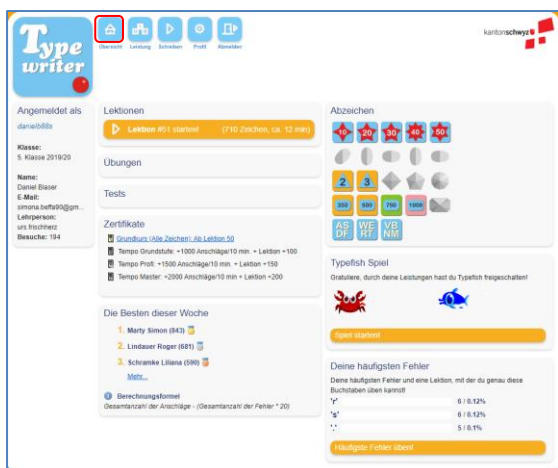 Type
writer
Übersicht Leistung Schreiben Profil Abmelden
kantonschwyz
Angemeldet als
danielb88s
Klasse:
5. Klasse 2019/20
Name:
Daniel Blaser
E-Mail:
simona.beffa90@gm...
Lehrperson:
urs frischherz
Besuche: 194
Lektionen
Lektion #51 starten! (710 Zeichen, ca. 12 min)
Übungen
Tests
Zertifikate
Grundkurs (Alle Zeichen): Ab Lektion 50
Tempo Grundstufe: +1000 Anschläge/10 min. + Lektion +100
Tempo Profi: +1500 Anschläge/10 min. + Lektion +150
Tempo Master: +2000 Anschläge/10 min. + Lektion +200
Die Besten dieser Woche
1. Marty Simon (843)
2. Lindauer Roger (681)
3. Schramke Liliana (590)
Mehr...
Berechnungsformel
Gesamtanzahl der Anschläge - (Gesamtanzahl der Fehler * 20)
Abzeichen
10 20 30 40 50
2 3
350 500 750 1000
AS DF WE RT VB NM
Typefish Spiel
Gratuliere, durch deine Leistungen hast du Typefish freigeschalten!
Spiel starten!
Deine häufigsten Fehler
Deine häufigsten Fehler und eine Lektion, mit der du genau diese
Buchstaben üben kannst!
'r' 6 / 0.12%
's' 6 / 0.12%
'.' 5 / 0.1%
Häufigste Fehler üben!